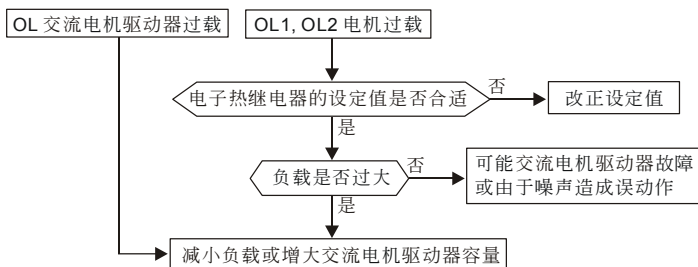 OL 交流电机驱动器过载
OL1, OL2 电机过载
电子热继电器的设定值是否合适
否
改正设定值
是
负载是否过大
否
可能交流电机驱动器故障
或由于噪声造成误动作
是
减小负载或增大交流电机驱动器容量